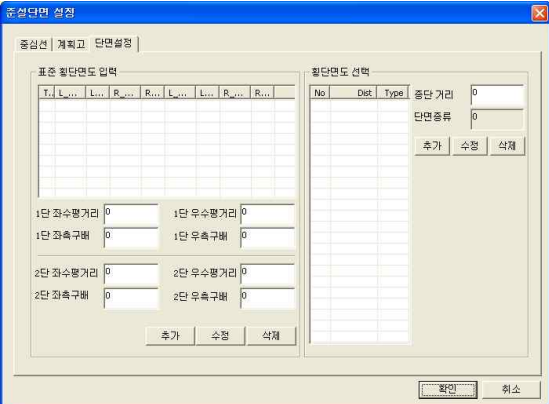 준설단면 설정
중심선 계획고 단면설정
표준 횡단면도 입력
T.. L_... L... R_... R... L_... L... R_... R...
1단 좌수평거리 0 1단 우수평거리 0
1단 좌측구배 0 1단 우측구배 0
2단 좌수평거리 0 2단 우수평거리 0
2단 좌측구배 0 2단 우측구배 0
추가 수정 삭제
횡단면도 선택
No Dist Type
종단 거리 0
단면종류 0
추가 수정 삭제
확인 취소